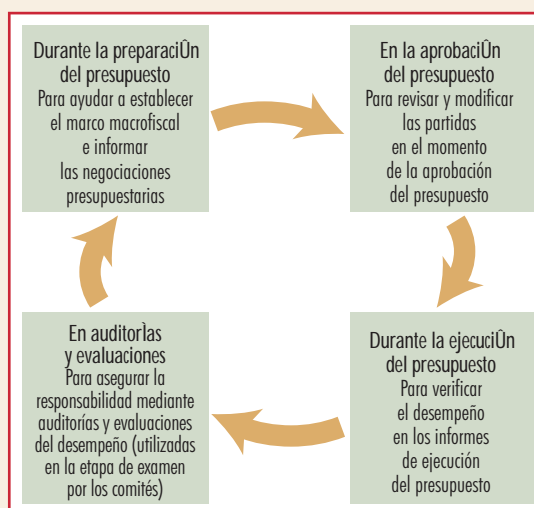 Durante la preparaciÛn
del presupuesto
Para ayudar a establecer
el marco macrofiscal
e informar
las negociaciones
presupuestarias
En la aprobaciÛn
del presupuesto
Para revisar y modificar
las partidas
en el momento
de la aprobación
del presupuesto
En auditorÌas
y evaluaciones
Para asegurar la
responsabilidad mediante
auditorías y evaluaciones
del desempeño (utilizadas
en la etapa de examen
por los comités)
Durante la ejecuciÛn
del presupuesto
Para verificar
el desempeño
en los informes
de ejecución
del presupuesto